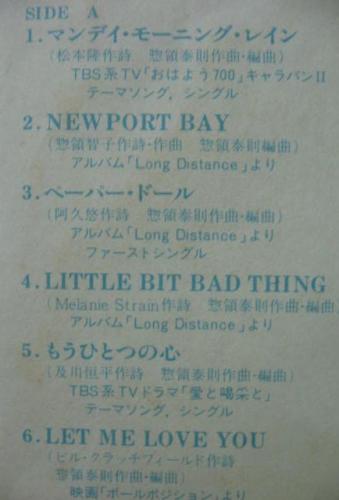 SIDE A
1. マンデイ・モーニング・レイン
(松本隆作詩 惣領泰則作曲・編曲)
TBS系TV「おはよう700」キャラバンII
テーマソング, シングル
2. NEWPORT BAY
(惣領智子作詩・作曲 惣領泰則編曲)
アルバム「Long Distance」より
3. ペーパー・ドール
(阿久悠作詩 惣領泰則作曲・編曲)
アルバム「Long Distance」より
ファーストシングル
4. LITTLE BIT BAD THING
(Melanie Strain作詩 惣領泰則作曲・編曲
アルバム「Long Distance」より
5. もうひとつの心
(及川恒平作詩 惣領泰則作曲・編曲)
TBS系TVドラマ「愛と喝采と」
テーマソング, シングル
6. LET ME LOVE YOU
(ビル・クラッチフィールド作詩
惣領泰則作曲・編曲)
映画「ポールポジション」より